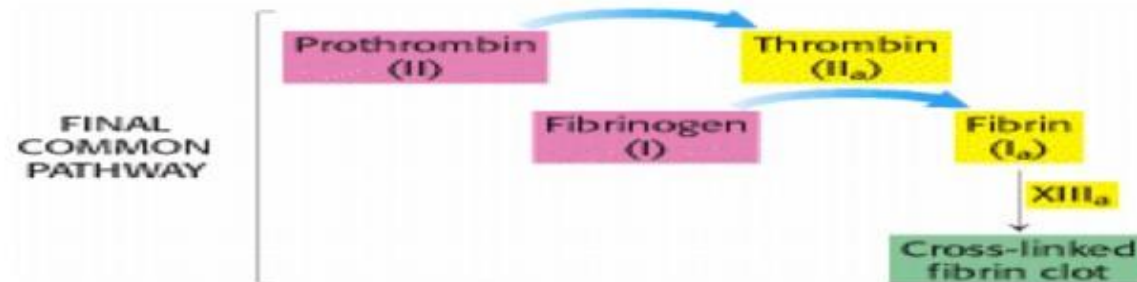 Prothrombin
(II)
Thrombin
(IIa)
FINAL
COMMON
PATHWAY
Fibrinogen
(I)
Fibrin
(Ia)
XIIIa
Cross-linked
fibrin clot